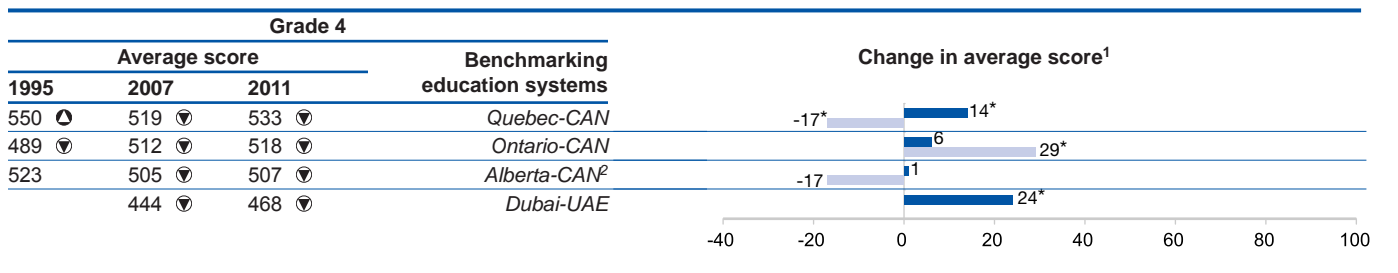 Grade 4
Average score Benchmarking education systems Change in average score¹
1995 2007 2011
550 519 533 Quebec-CAN -17* 14*
489 512 518 Ontario-CAN 6 29*
523 505 507 Alberta-CAN² -17 1
444 468 Dubai-UAE 24*
-40 -20 0 20 40 60 80 100